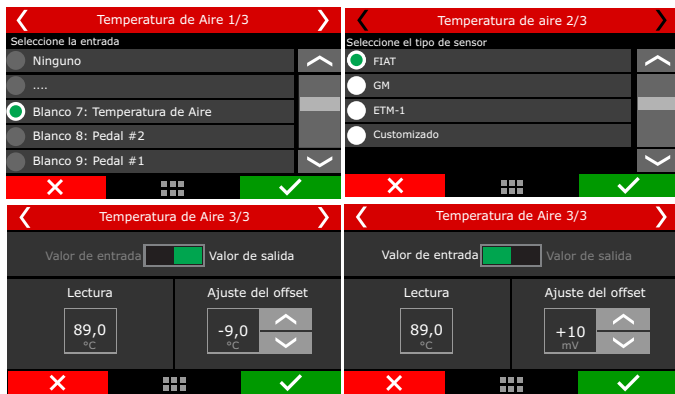 Temperatura de Aire 1/3
Seleccione la entrada
Ninguno
....
Blanco 7: Temperatura de Aire
Blanco 8: Pedal #2
Blanco 9: Pedal #1
Temperatura de aire 2/3
Seleccione el tipo de sensor
FIAT
GM
ETM-1
Customizado
Temperatura de Aire 3/3
Valor de entrada Valor de salida
Lectura Ajuste del offset
89,0 -9,0
°C °C
Temperatura de Aire 3/3
Valor de entrada Valor de salida
Lectura Ajuste del offset
89,0 +10
°C mV